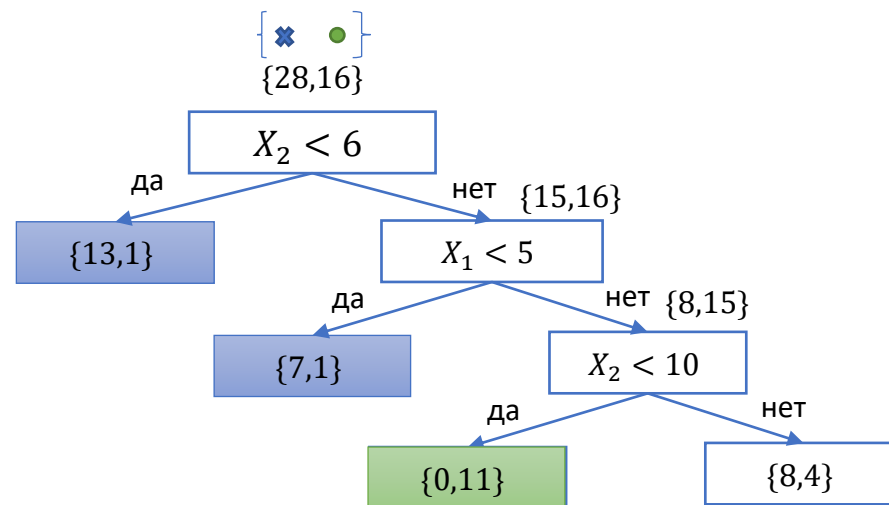 {28,16}
X₂ < 6
да
нет {15,16}
{13,1}
X₁ < 5
да
нет {8,15}
{7,1}
X₂ < 10
да
нет
{0,11}
{8,4}